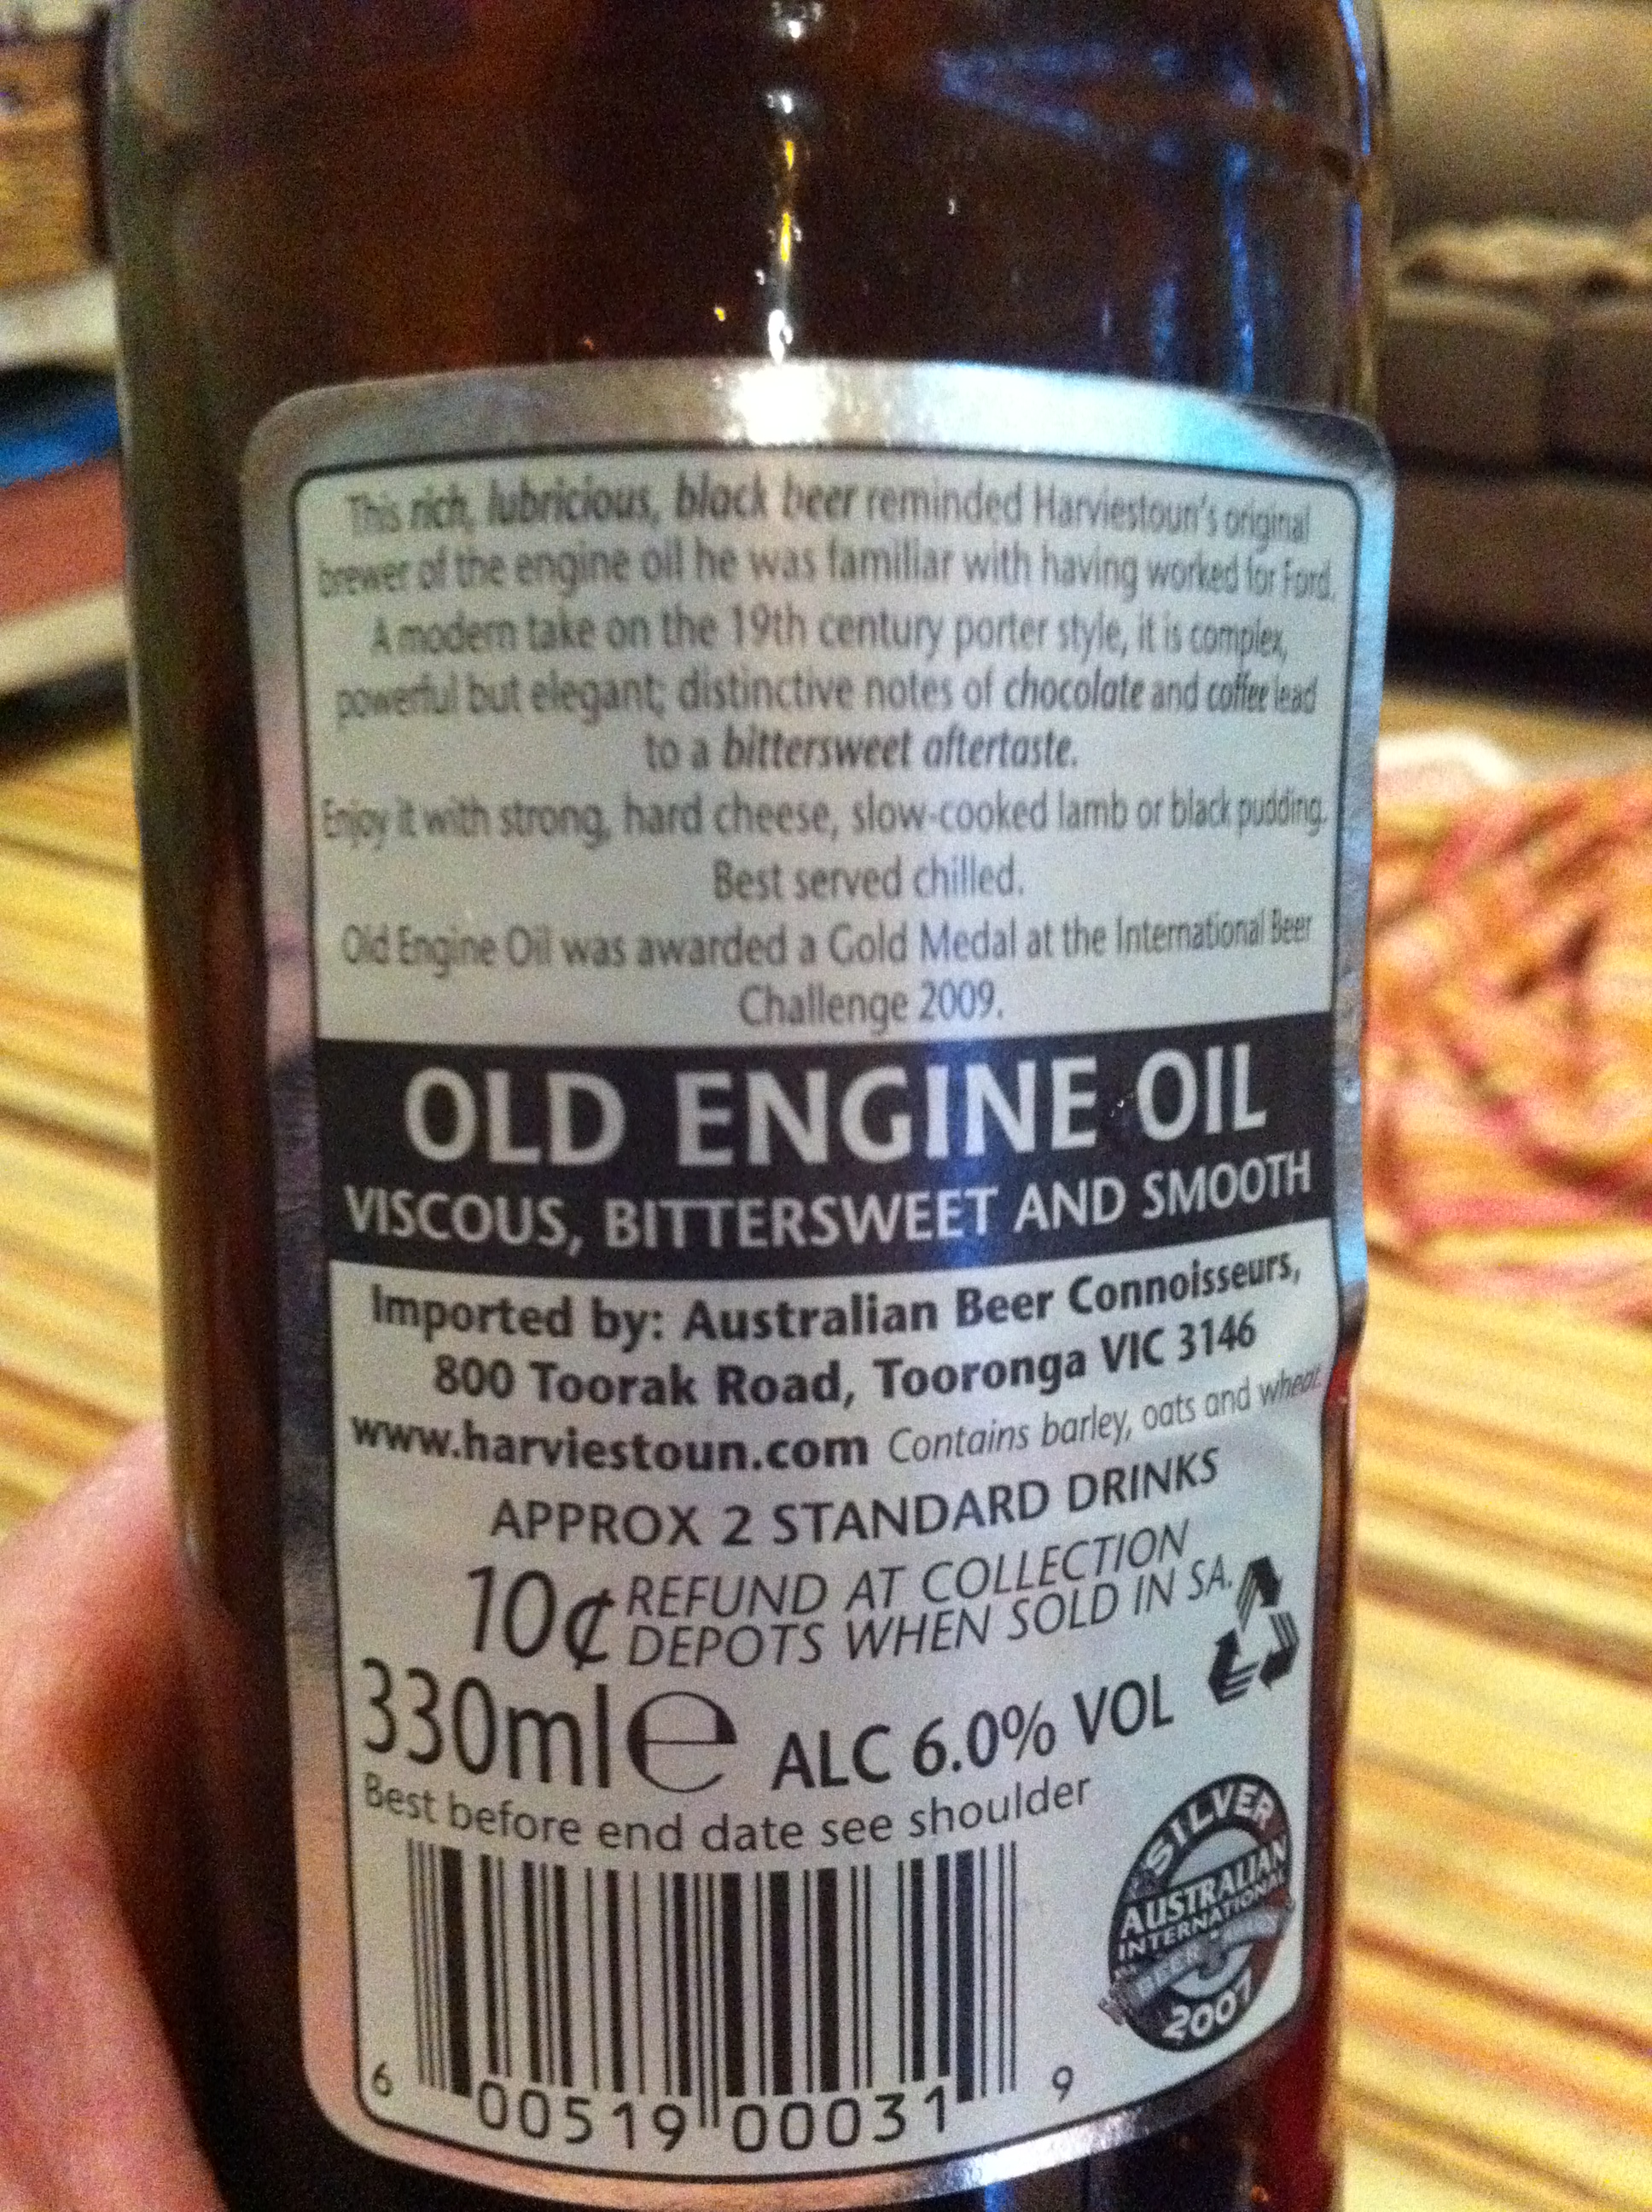 This rich, lubricious, black beer reminded Harviestoun's original
brewer of the engine oil he was familiar with having worked for Ford.
A modern take on the 19th century porter style, it is complex,
powerful but elegant; distinctive notes of chocolate and coffee lead
to a bittersweet aftertaste.
Enjoy it with strong, hard cheese, slow-cooked lamb or black pudding.
Best served chilled.
Old Engine Oil was awarded a Gold Medal at the International Beer
Challenge 2009.
OLD ENGINE OIL
VISCOUS, BITTERSWEET AND SMOOTH
Imported by: Australian Beer Connoisseurs,
800 Toorak Road, Tooronga VIC 3146
www.harviestoun.com Contains barley, oats and wheat.
APPROX 2 STANDARD DRINKS
10¢ REFUND AT COLLECTION
DEPOTS WHEN SOLD IN SA.
330ml e ALC 6.0% VOL
Best before end date see shoulder
SILVER
AUSTRALIAN
INTERNATIONAL
BEER
2007
6 00519 00031 9